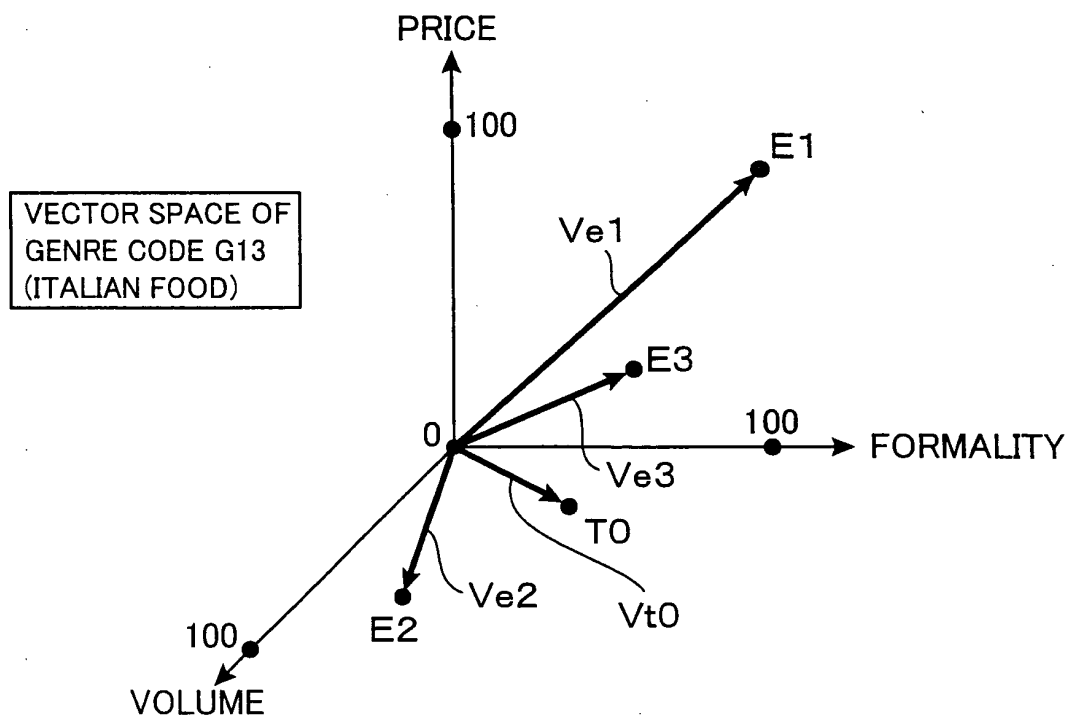 PRICE
100
E1
VECTOR SPACE OF
GENRE CODE G13
(ITALIAN FOOD)
Ve1
E3
0
100
FORMALITY
Ve3
T0
Ve2
Vt0
E2
100
VOLUME